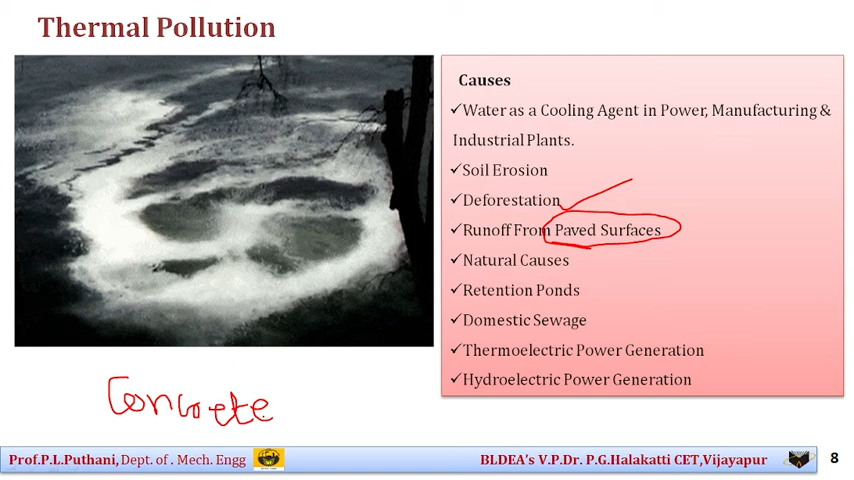 Thermal Pollution
Causes
✓Water as a Cooling Agent in Power, Manufacturing &
Industrial Plants.
✓Soil Erosion
✓Deforestation
✓Runoff From Paved Surfaces
✓Natural Causes
✓Retention Ponds
✓Domestic Sewage
✓Thermoelectric Power Generation
✓Hydroelectric Power Generation
Concrete
Prof.P.L.Puthani, Dept. of . Mech. Engg
BLDEA's V.P.Dr. P.G.Halakatti CET,Vijayapur
8